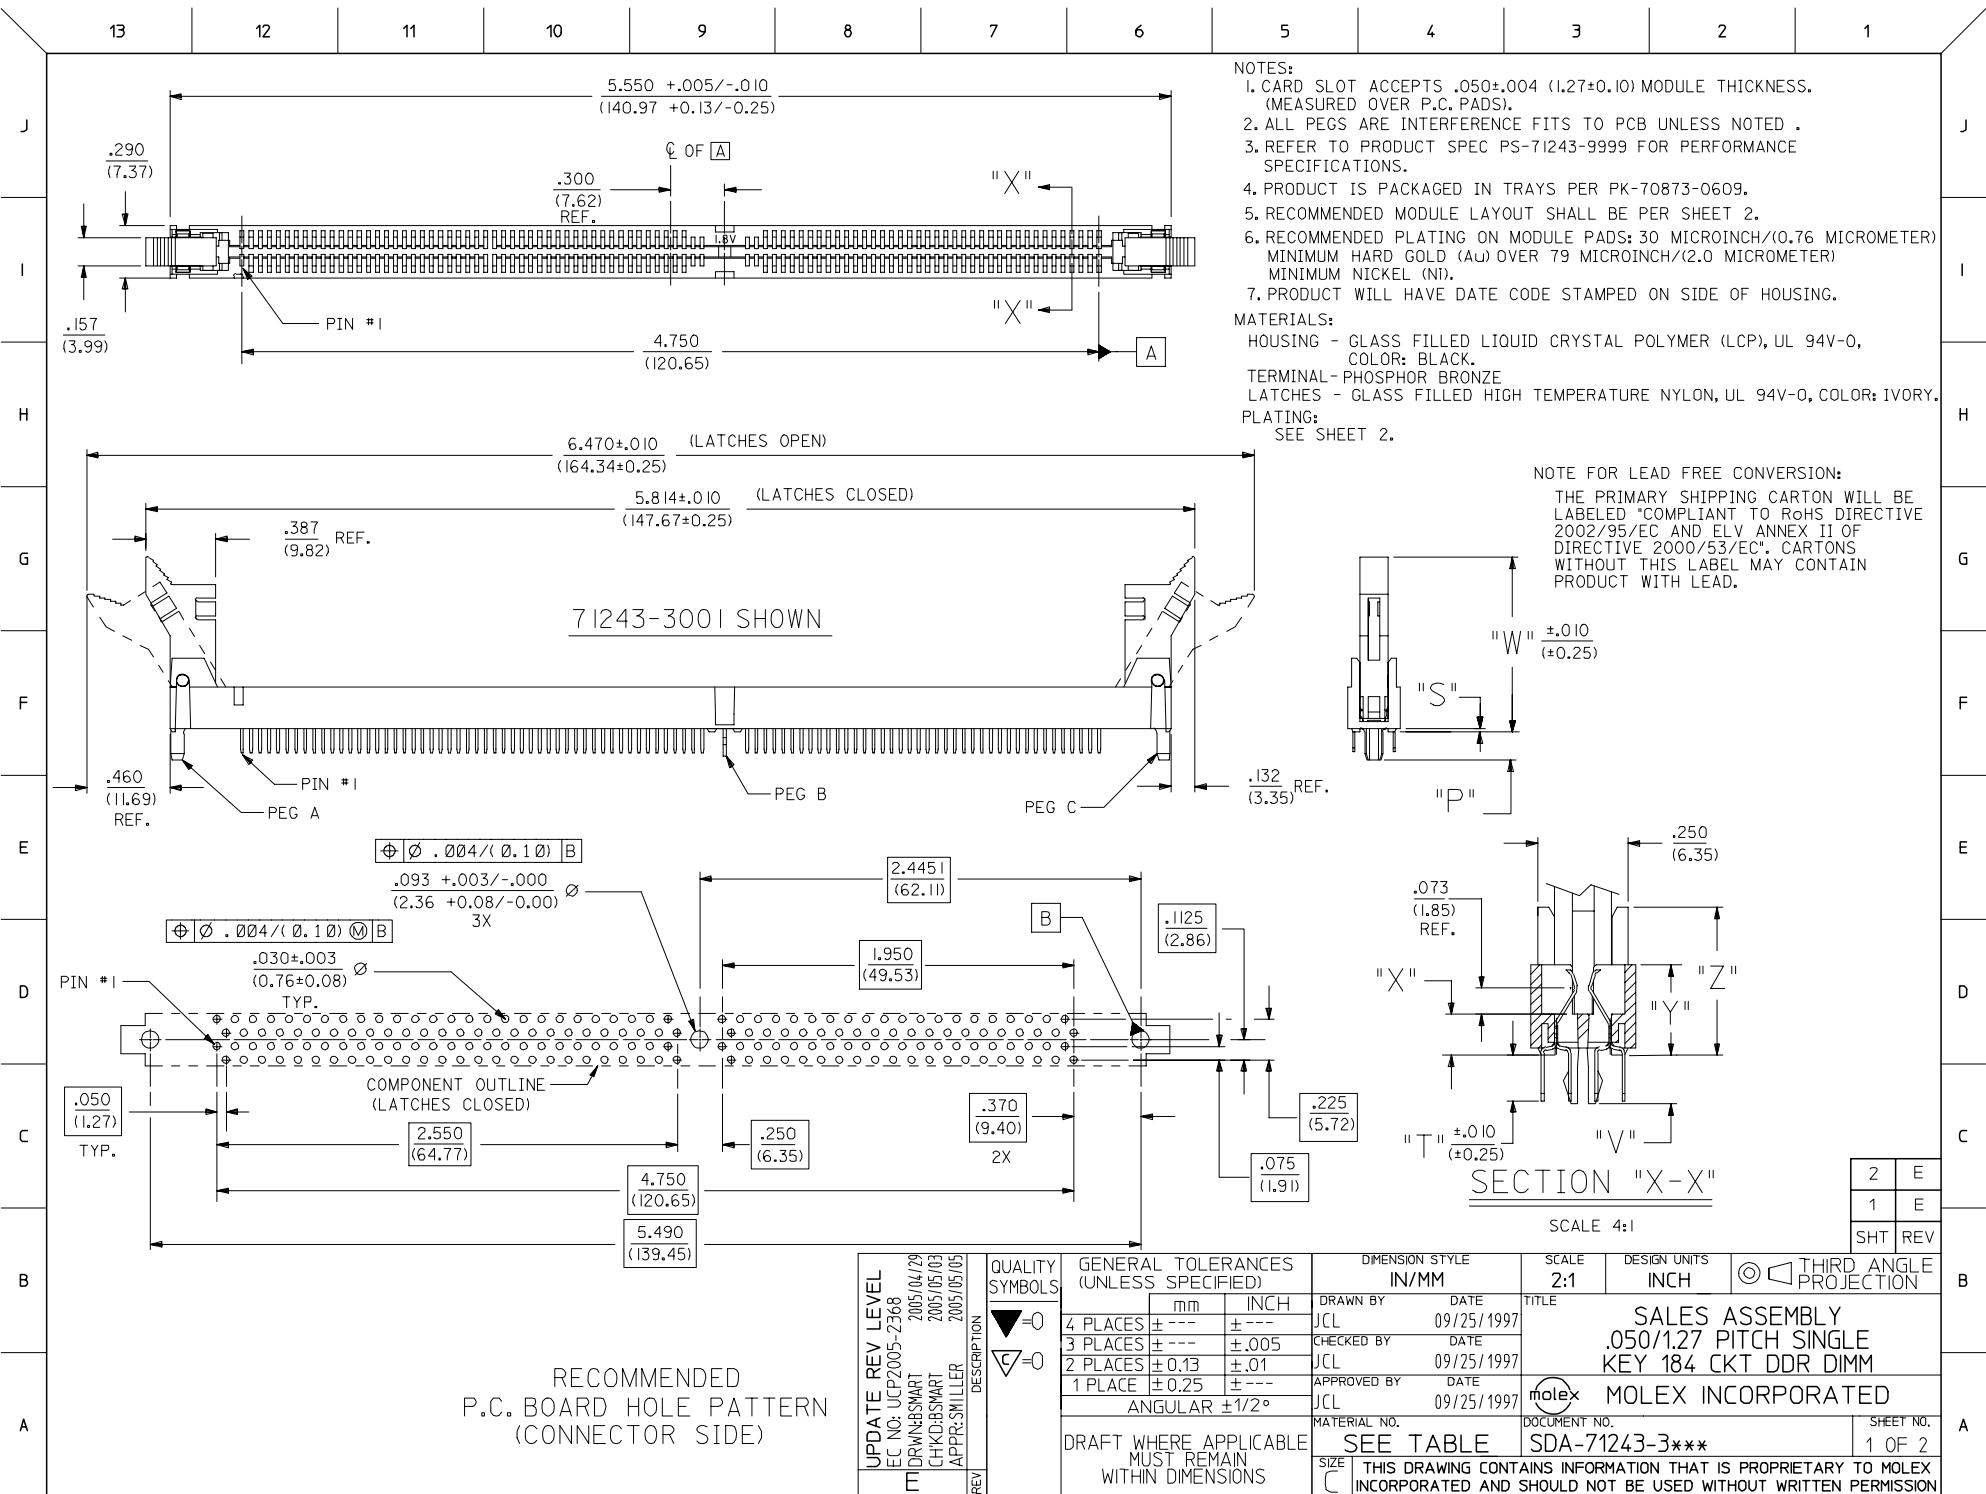 13 12 11 10 9 8 7 6 5 4 3 2 1
J
I
H
G
F
E
D
C
B
A
5.550 +.005/-.010
(140.97 +0.13/-0.25)
℄ OF A
.290
(7.37)
.300
(7.62)
REF.
"X"
1.8V
"X"
PIN #1
.157
(3.99)
4.750
(120.65)
A
NOTES:
1. CARD SLOT ACCEPTS .050±.004 (1.27±0.10) MODULE THICKNESS.
(MEASURED OVER P.C. PADS).
2. ALL PEGS ARE INTERFERENCE FITS TO PCB UNLESS NOTED .
3. REFER TO PRODUCT SPEC PS-71243-9999 FOR PERFORMANCE
SPECIFICATIONS.
4. PRODUCT IS PACKAGED IN TRAYS PER PK-70873-0609.
5. RECOMMENDED MODULE LAYOUT SHALL BE PER SHEET 2.
6. RECOMMENDED PLATING ON MODULE PADS: 30 MICROINCH/(0.76 MICROMETER)
MINIMUM HARD GOLD (Au) OVER 79 MICROINCH/(2.0 MICROMETER)
MINIMUM NICKEL (Ni).
7. PRODUCT WILL HAVE DATE CODE STAMPED ON SIDE OF HOUSING.
MATERIALS:
HOUSING - GLASS FILLED LIQUID CRYSTAL POLYMER (LCP), UL 94V-0,
COLOR: BLACK.
TERMINAL- PHOSPHOR BRONZE
LATCHES - GLASS FILLED HIGH TEMPERATURE NYLON, UL 94V-0, COLOR: IVORY.
PLATING:
SEE SHEET 2.
NOTE FOR LEAD FREE CONVERSION:
THE PRIMARY SHIPPING CARTON WILL BE
LABELED "COMPLIANT TO RoHS DIRECTIVE
2002/95/EC AND ELV ANNEX II OF
DIRECTIVE 2000/53/EC". CARTONS
WITHOUT THIS LABEL MAY CONTAIN
PRODUCT WITH LEAD.
6.470±.010 (LATCHES OPEN)
(164.34±0.25)
5.814±.010 (LATCHES CLOSED)
(147.67±0.25)
.387
(9.82) REF.
71243-3001 SHOWN
"W" ±.010
(±0.25)
"S"
"P"
.460
(11.69)
REF.
PIN #1
PEG A
PEG B
PEG C
.132
(3.35) REF.
⌖ Ø .004/(0.10) B
.093 +.003/-.000
(2.36 +0.08/-0.00) Ø
3X
⌖ Ø .004/(0.10) Ⓜ B
.030±.003
(0.76±0.08) Ø
TYP.
PIN #1
2.4451
(62.11)
B
.1125
(2.86)
1.950
(49.53)
COMPONENT OUTLINE
(LATCHES CLOSED)
.050
(1.27)
TYP.
2.550
(64.77)
.250
(6.35)
.370
(9.40)
2X
.225
(5.72)
.075
(1.91)
4.750
(120.65)
5.490
(139.45)
.250
(6.35)
.073
(1.85)
REF.
"X"
"Y"
"Z"
"T" ±.010
(±0.25)
"V"
SECTION "X-X"
SCALE 4:1
2 E
1 E
SHT REV
RECOMMENDED
P.C. BOARD HOLE PATTERN
(CONNECTOR SIDE)
UPDATE REV LEVEL
EC NO: UCP2005-2368
DRWN:BSMART 2005/04/29
CH'KD:BSMART 2005/05/03
APPR:SMILLER 2005/05/05
DESCRIPTION
E
REV
QUALITY
SYMBOLS
=0
C =0
GENERAL TOLERANCES
(UNLESS SPECIFIED)
mm INCH
4 PLACES ± --- ± ---
3 PLACES ± --- ±.005
2 PLACES ± 0.13 ±.01
1 PLACE ± 0.25 ± ---
ANGULAR ±1/2°
DRAFT WHERE APPLICABLE
MUST REMAIN
WITHIN DIMENSIONS
DIMENSION STYLE
IN/MM
SCALE
2:1
DESIGN UNITS
INCH
THIRD ANGLE
PROJECTION
DRAWN BY DATE
JCL 09/25/1997
CHECKED BY DATE
JCL 09/25/1997
APPROVED BY DATE
JCL 09/25/1997
TITLE
SALES ASSEMBLY
.050/1.27 PITCH SINGLE
KEY 184 CKT DDR DIMM
molex MOLEX INCORPORATED
MATERIAL NO.
SEE TABLE
DOCUMENT NO.
SDA-71243-3***
SHEET NO.
1 OF 2
SIZE
C
THIS DRAWING CONTAINS INFORMATION THAT IS PROPRIETARY TO MOLEX
INCORPORATED AND SHOULD NOT BE USED WITHOUT WRITTEN PERMISSION